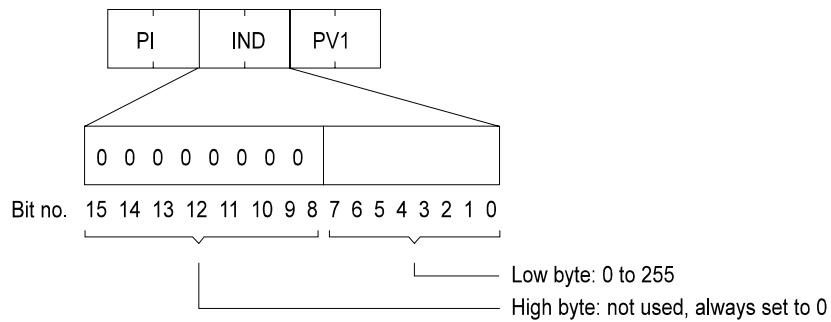 PI IND PV1
0 0 0 0 0 0 0 0
Bit no. 15 14 13 12 11 10 9 8 7 6 5 4 3 2 1 0
Low byte: 0 to 255
High byte: not used, always set to 0